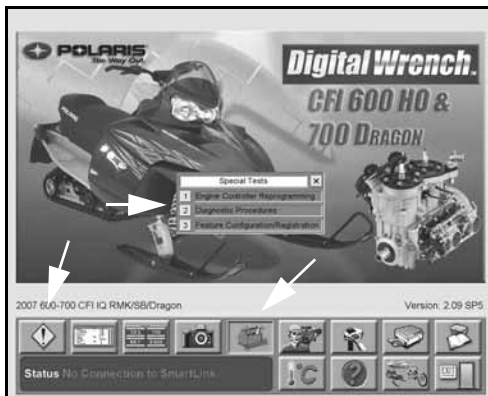 POLARIS
The Way Out.
Digital Wrench™
CFI 600 HO &
700 DRAGON
Special Tests X
1 Engine Controller Reprogramming
2 Diagnostic Procedures
3 Feature Configuration/Registration
2007 600-700 CFI IQ RMK/SB/Dragon
Version: 2.09 SP5
°C
?
Status No Connection to SmartLink.